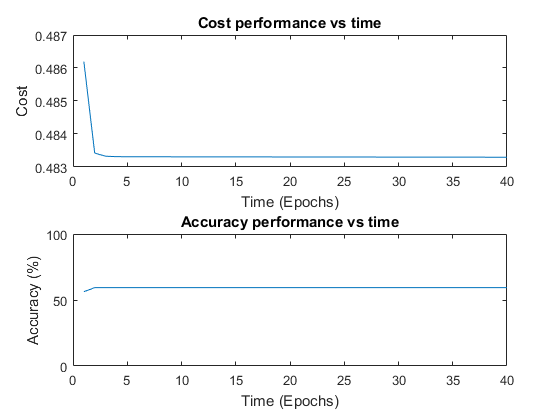 Cost performance vs time
0.487
0.486
0.485
0.484
0.483
Cost
0 5 10 15 20 25 30 35 40
Time (Epochs)
Accuracy performance vs time
100
50
0
Accuracy (%)
0 5 10 15 20 25 30 35 40
Time (Epochs)